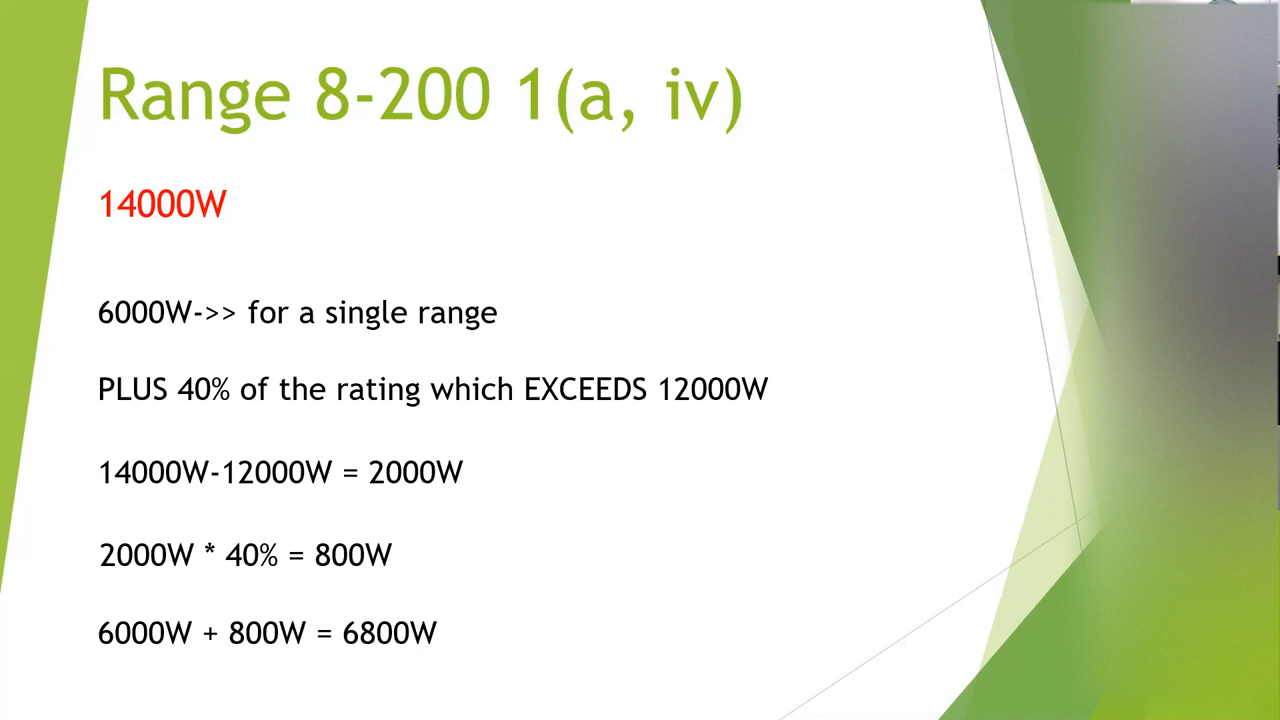 Range 8-200 1(a, iv)
14000W
6000W->> for a single range
PLUS 40% of the rating which EXCEEDS 12000W
14000W-12000W = 2000W
2000W * 40% = 800W
6000W + 800W = 6800W